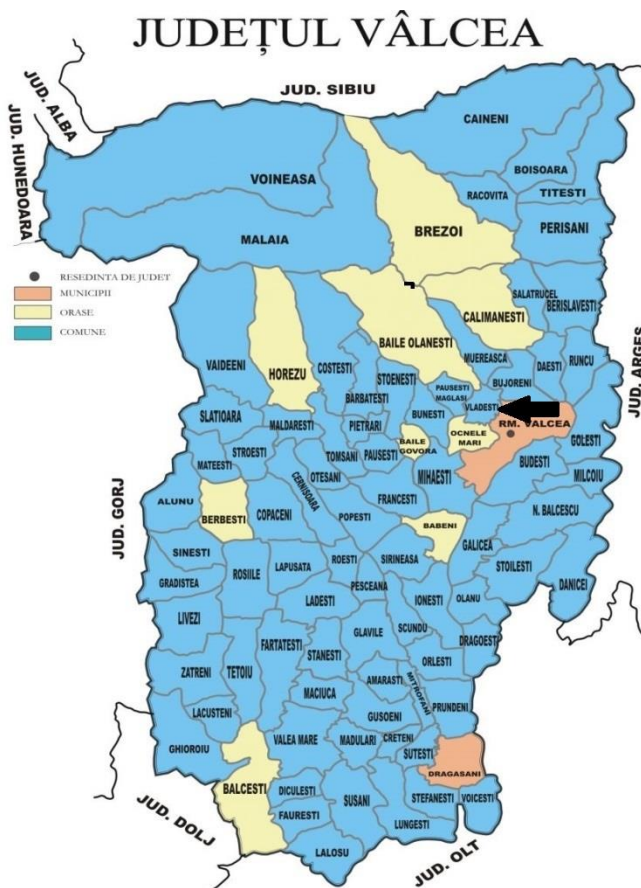 JUDEȚUL VÂLCEA
JUD. SIBIU
JUD. ALBA
JUD. HUNEDOARA
CAINENI
BOISOARA
VOINEASA
RACOVITA
TITESTI
BREZOI
PERISANI
MALAIA
RESEDINTA DE JUDET
MUNICIPII
ORASE
COMUNE
SALATRUCEL
BERISLAVESTI
CALIMANESTI
BAILE OLANESTI
JUD. ARGES
VAIDEENI
HOREZU
COSTESTI
STOENESTI
MUEREASCA
DAESTI
RUNCU
BUJORENI
PAUSESTI
MAGLASI
BARBATESTI
VLADESTI
SLATIOARA
MALDARESTI
PIETRARI
BUNESTI
RM. VALCEA
OCNELE
MARI
GOLESTI
BAILE
GOVORA
STROESTI
TOMSANI
PAUSESTI
MATEESTI
MIHAESTI
BUDESTI
MILCOIU
OTESANI
CERNISOARA
FRANCESTI
ALUNU
BERBESTI
COPACENI
POPESTI
BABENI
N. BALCESCU
JUD. GORJ
SINESTI
GALICEA
ROESTI
SIRINEASA
STOILESTI
GRADISTEA
ROSIILE
LAPUSATA
PESCEANA
DANICEI
LADESTI
IONESTI
OLANU
LIVEZI
GLAVILE
SCUNDU
DRAGOESTI
FARTATESTI
STANESTI
ORLESTI
ZATRENI
TETOIU
AMARASTI
MITROFANI
MACIUCA
PRUNDENI
LACUSTENI
GUSOENI
GHIOROIU
VALEA MARE
MADULARI
CRETENI
SUTESTI
DRAGASANI
BALCESTI
DICULESTI
SUSANI
STEFANESTI
VOICESTI
FAURESTI
LUNGESTI
JUD. DOLJ
LALOSU
JUD. OLT